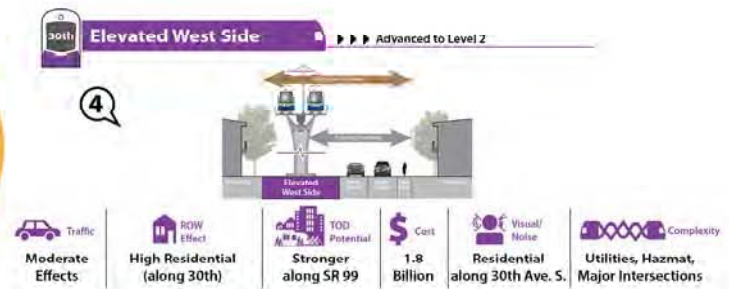 30th
Elevated West Side
Advanced to Level 2
4
Elevated
West Side
Traffic
Moderate
Effects
ROW
Effect
High Residential
(along 30th)
TOD
Potential
Stronger
along SR 99
$ Cost
1.8
Billion
Visual/
Noise
Residential
along 30th Ave. S.
Complexity
Utilities, Hazmat,
Major Intersections